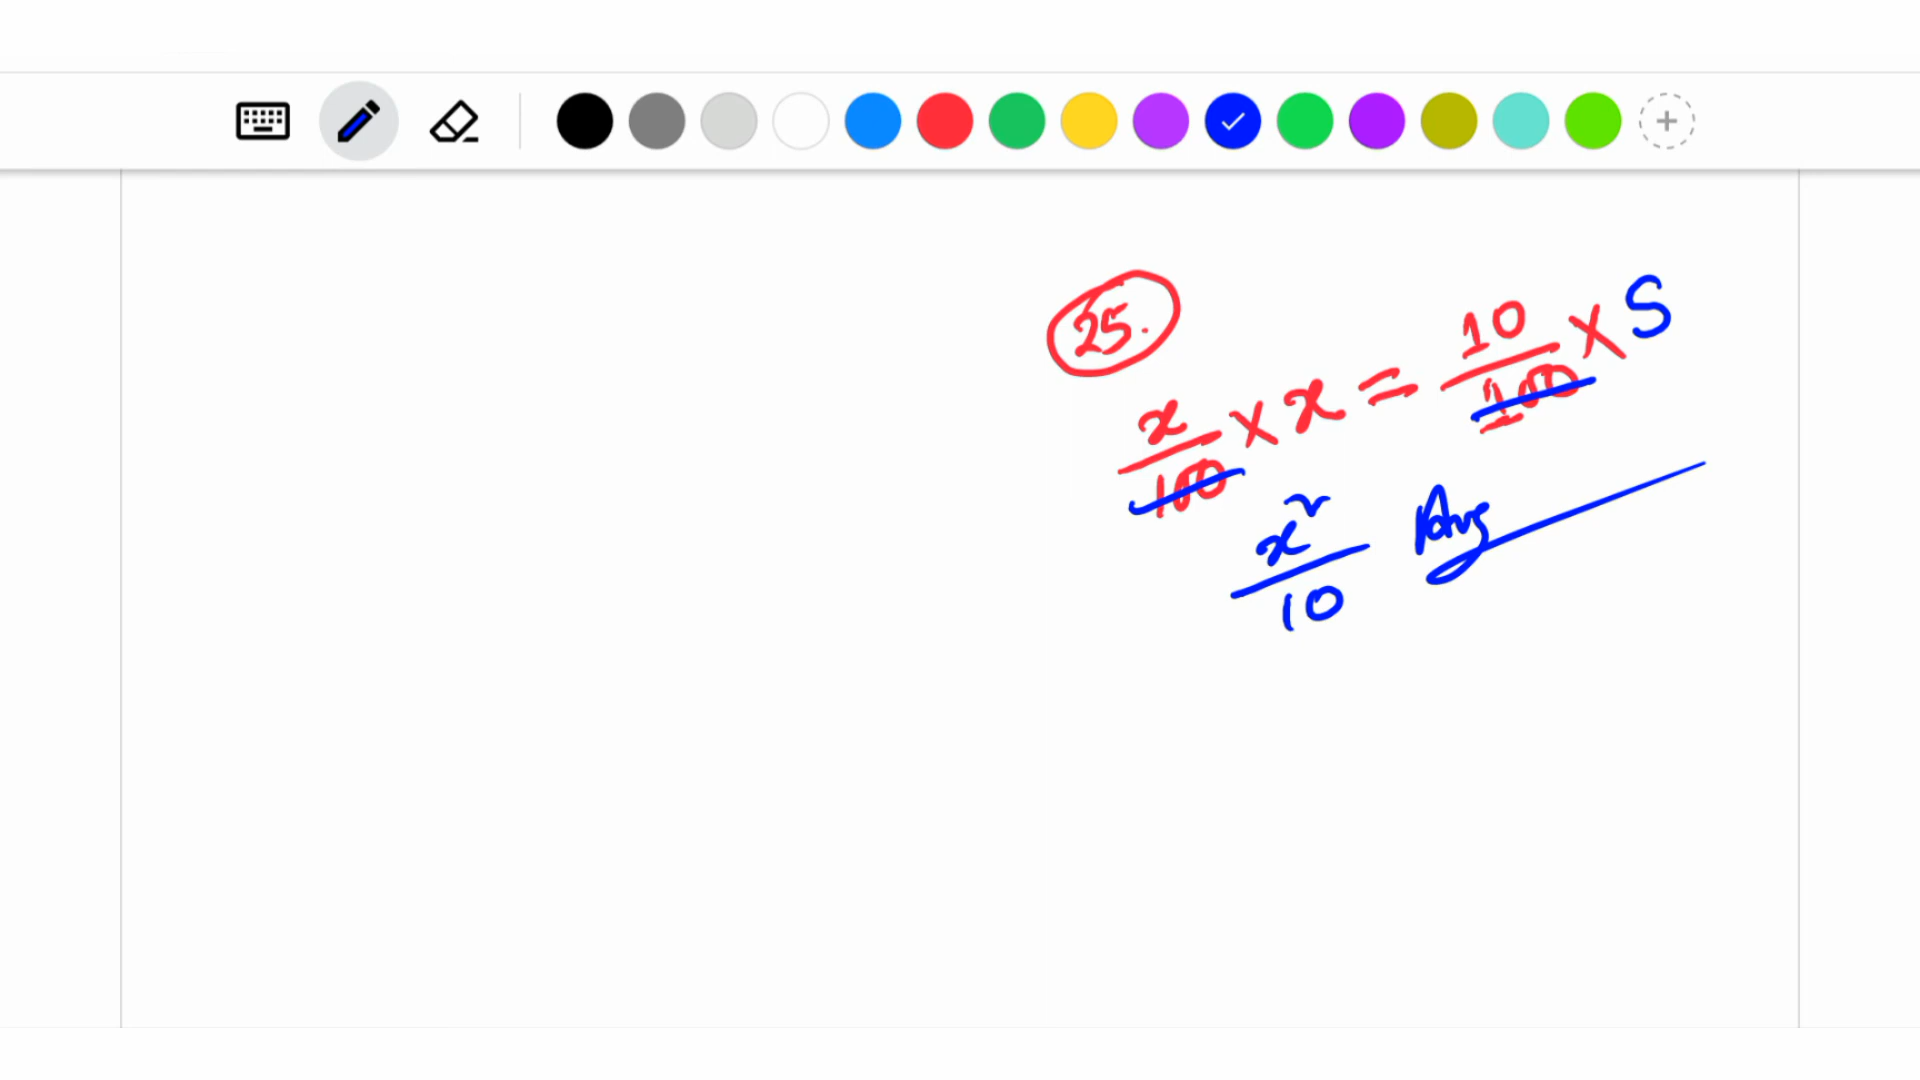 25.
x/100 × x = 10/100 × S
x²/10 Ans